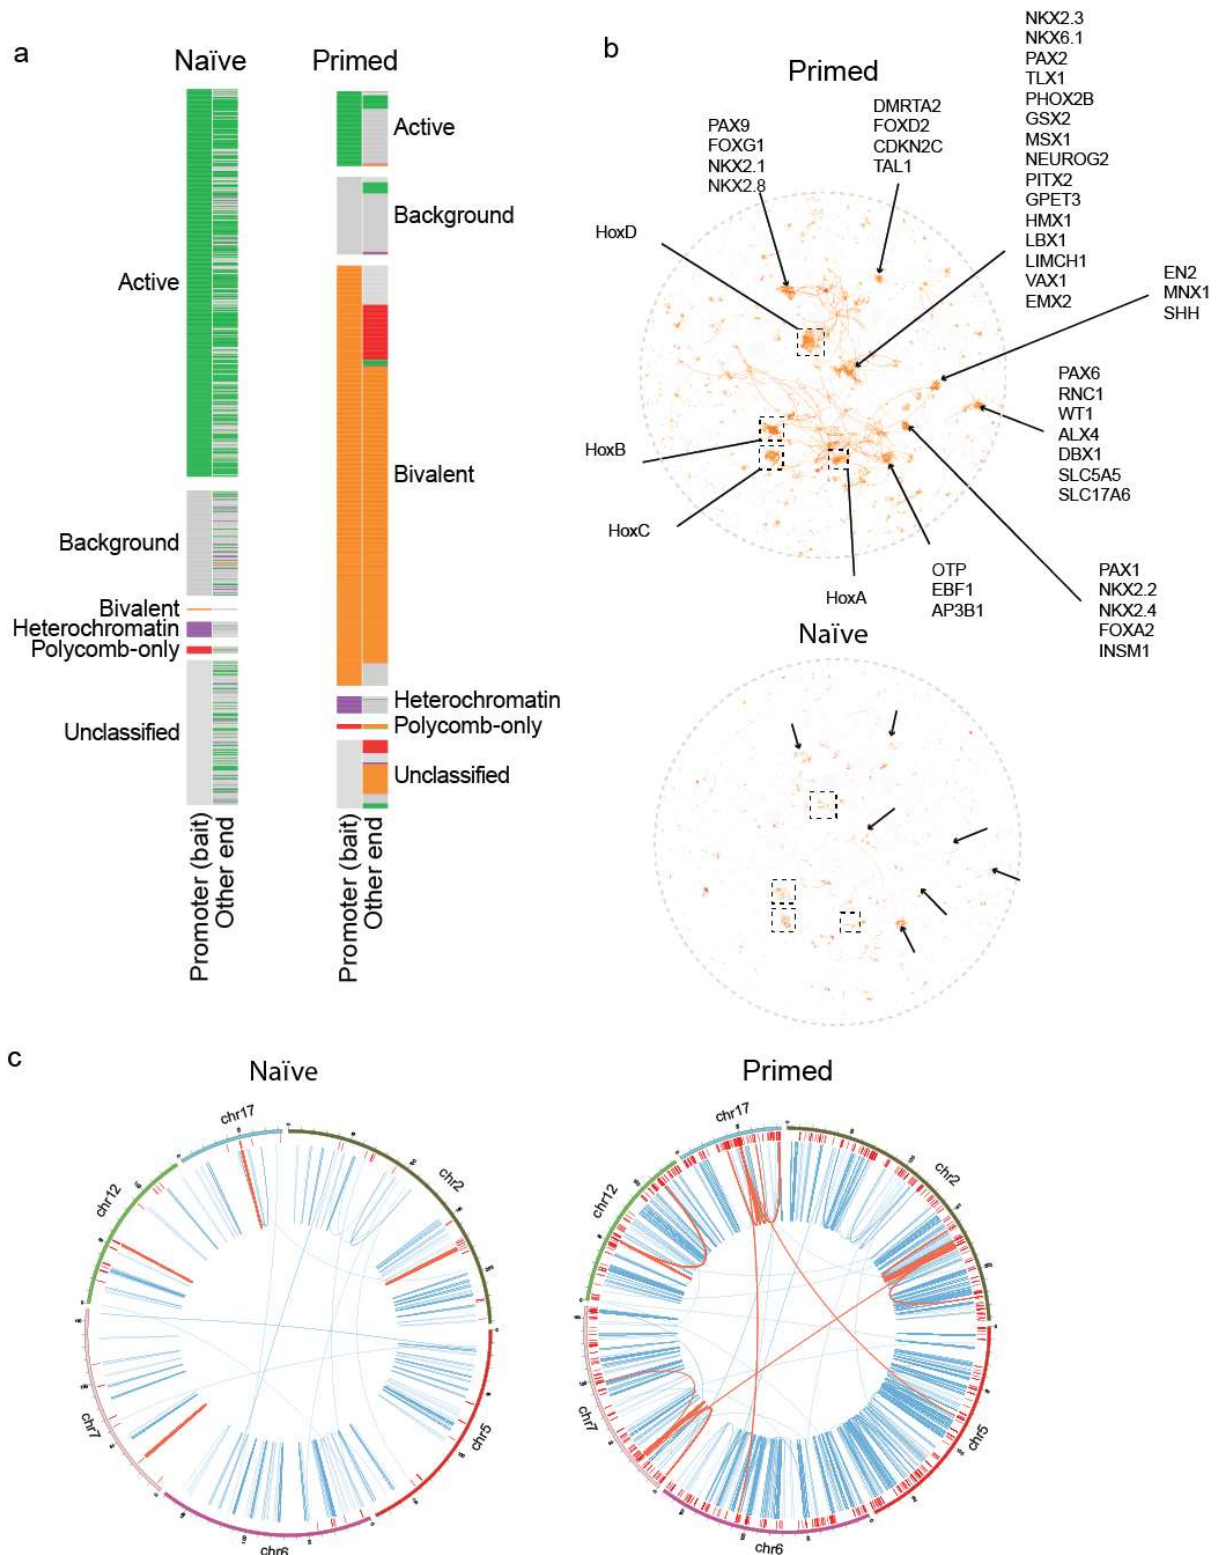 a
Naïve
Primed
Active
Background
Bivalent
Heterochromatin
Polycomb-only
Unclassified
Promoter (bait)
Other end
Active
Background
Bivalent
Heterochromatin
Polycomb-only
Unclassified
Promoter (bait)
Other end
b
Primed
PAX9
FOXG1
NKX2.1
NKX2.8
DMRTA2
FOXD2
CDKN2C
TAL1
NKX2.3
NKX6.1
PAX2
TLX1
PHOX2B
GSX2
MSX1
NEUROG2
PITX2
GPET3
HMX1
LBX1
LIMCH1
VAX1
EMX2
EN2
MNX1
SHH
PAX6
RNC1
WT1
ALX4
DBX1
SLC5A5
SLC17A6
PAX1
NKX2.2
NKX2.4
FOXA2
INSM1
OTP
EBF1
AP3B1
HoxD
HoxB
HoxC
HoxA
Naïve
c
Naïve
chr17
chr2
chr5
chr6
chr7
chr12
Primed
chr17
chr2
chr5
chr6
chr7
chr12